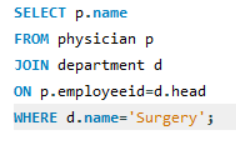 SELECT p.name
FROM physician p
JOIN department d
ON p.employeeid=d.head
WHERE d.name='Surgery';